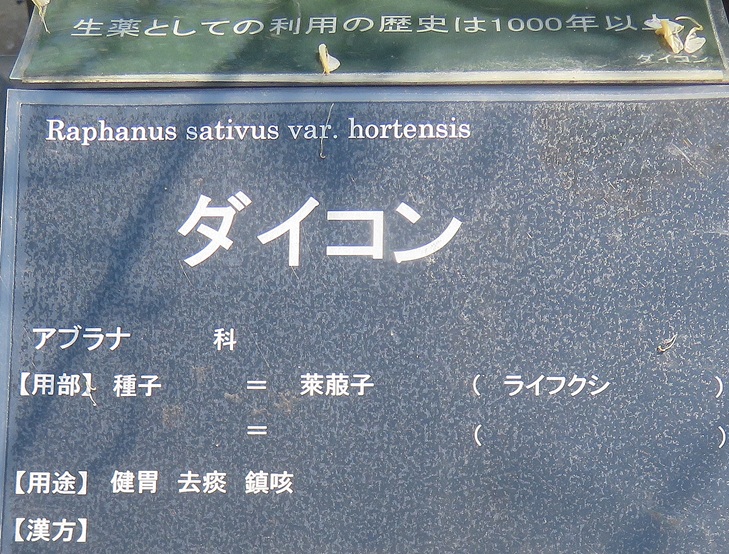 生薬としての利用の歴史は1000年以上
ダイコン
Raphanus sativus var. hortensis
ダイコン
アブラナ 科
【用部】 種子 = 萊菔子 ( ライフクシ )
= ( )
【用途】 健胃 去痰 鎮咳
【漢方】